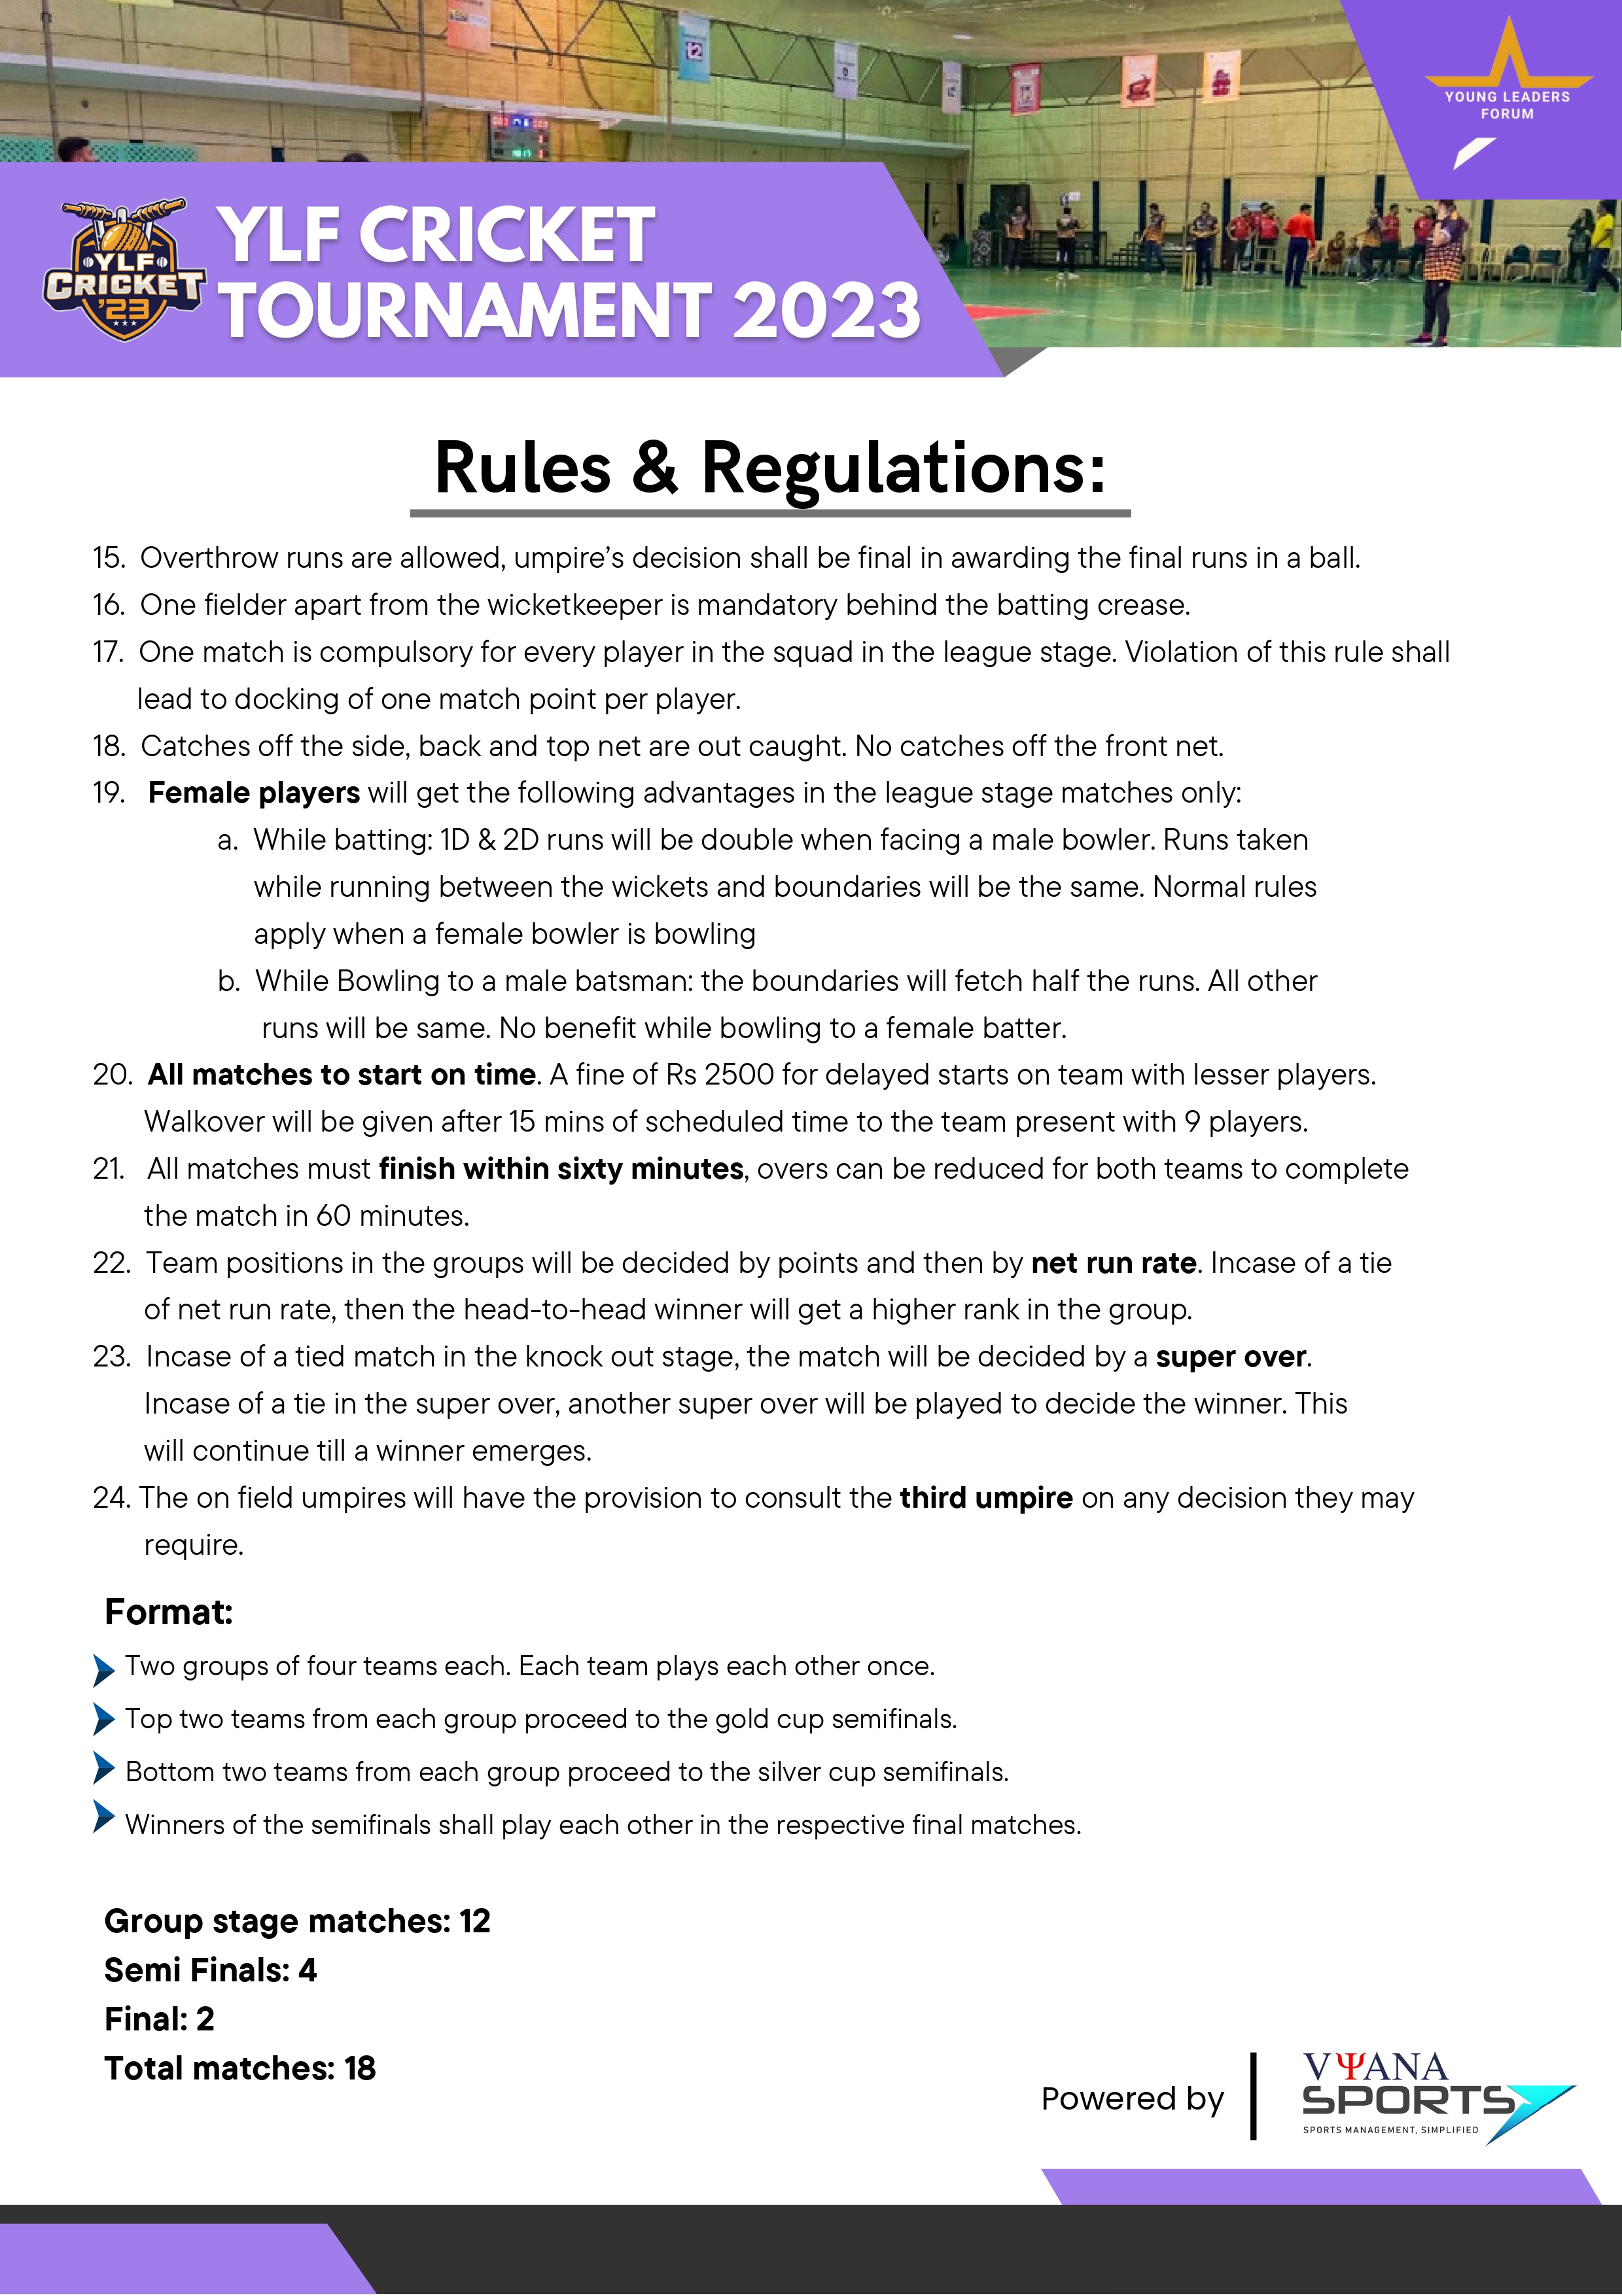 YOUNG LEADERS
FORUM
YLF
CRICKET
'23
YLF CRICKET
TOURNAMENT 2023
Rules & Regulations:
15. Overthrow runs are allowed, umpire’s decision shall be final in awarding the final runs in a ball.
16. One fielder apart from the wicketkeeper is mandatory behind the batting crease.
17. One match is compulsory for every player in the squad in the league stage. Violation of this rule shall
lead to docking of one match point per player.
18. Catches off the side, back and top net are out caught. No catches off the front net.
19. Female players will get the following advantages in the league stage matches only:
a. While batting: 1D & 2D runs will be double when facing a male bowler. Runs taken
while running between the wickets and boundaries will be the same. Normal rules
apply when a female bowler is bowling
b. While Bowling to a male batsman: the boundaries will fetch half the runs. All other
runs will be same. No benefit while bowling to a female batter.
20. All matches to start on time. A fine of Rs 2500 for delayed starts on team with lesser players.
Walkover will be given after 15 mins of scheduled time to the team present with 9 players.
21. All matches must finish within sixty minutes, overs can be reduced for both teams to complete
the match in 60 minutes.
22. Team positions in the groups will be decided by points and then by net run rate. Incase of a tie
of net run rate, then the head-to-head winner will get a higher rank in the group.
23. Incase of a tied match in the knock out stage, the match will be decided by a super over.
Incase of a tie in the super over, another super over will be played to decide the winner. This
will continue till a winner emerges.
24. The on field umpires will have the provision to consult the third umpire on any decision they may
require.
Format:
Two groups of four teams each. Each team plays each other once.
Top two teams from each group proceed to the gold cup semifinals.
Bottom two teams from each group proceed to the silver cup semifinals.
Winners of the semifinals shall play each other in the respective final matches.
Group stage matches: 12
Semi Finals: 4
Final: 2
Total matches: 18
Powered by
VΨANA
SPORTS
SPORTS MANAGEMENT, SIMPLIFIED